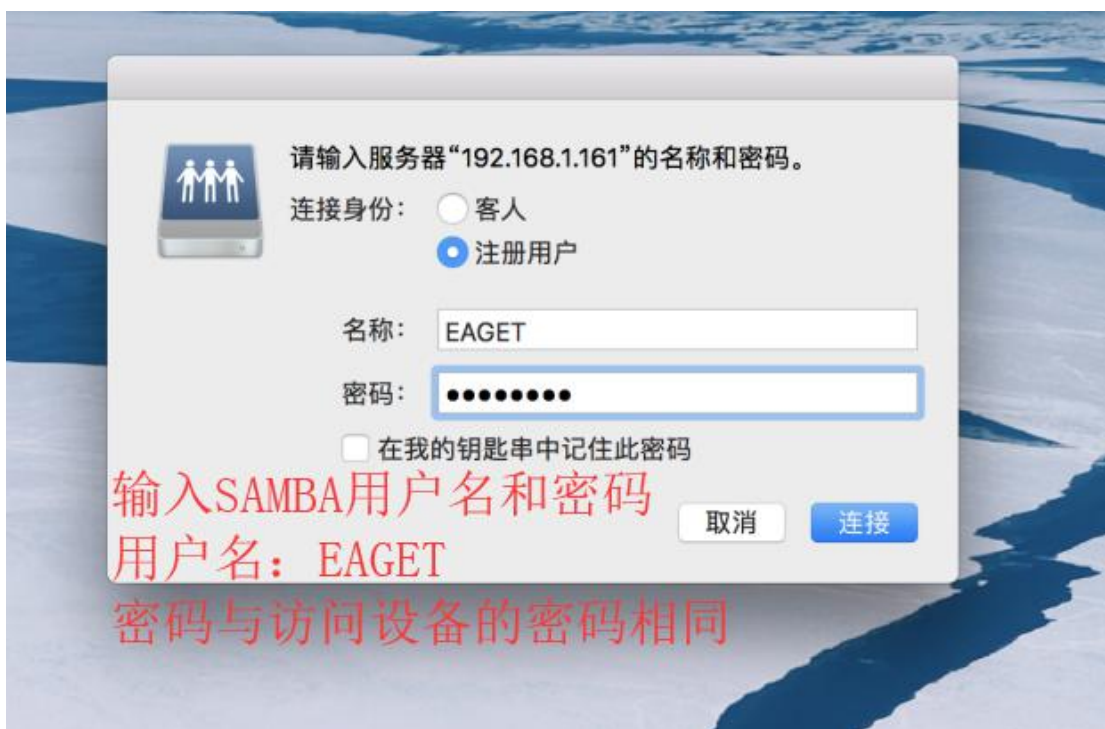 请输入服务器“192.168.1.161”的名称和密码。
连接身份： 客人
注册用户
名称： EAGET
密码： ••••••••
在我的钥匙串中记住此密码
取消 连接
输入SAMBA用户名和密码
用户名：EAGET
密码与访问设备的密码相同